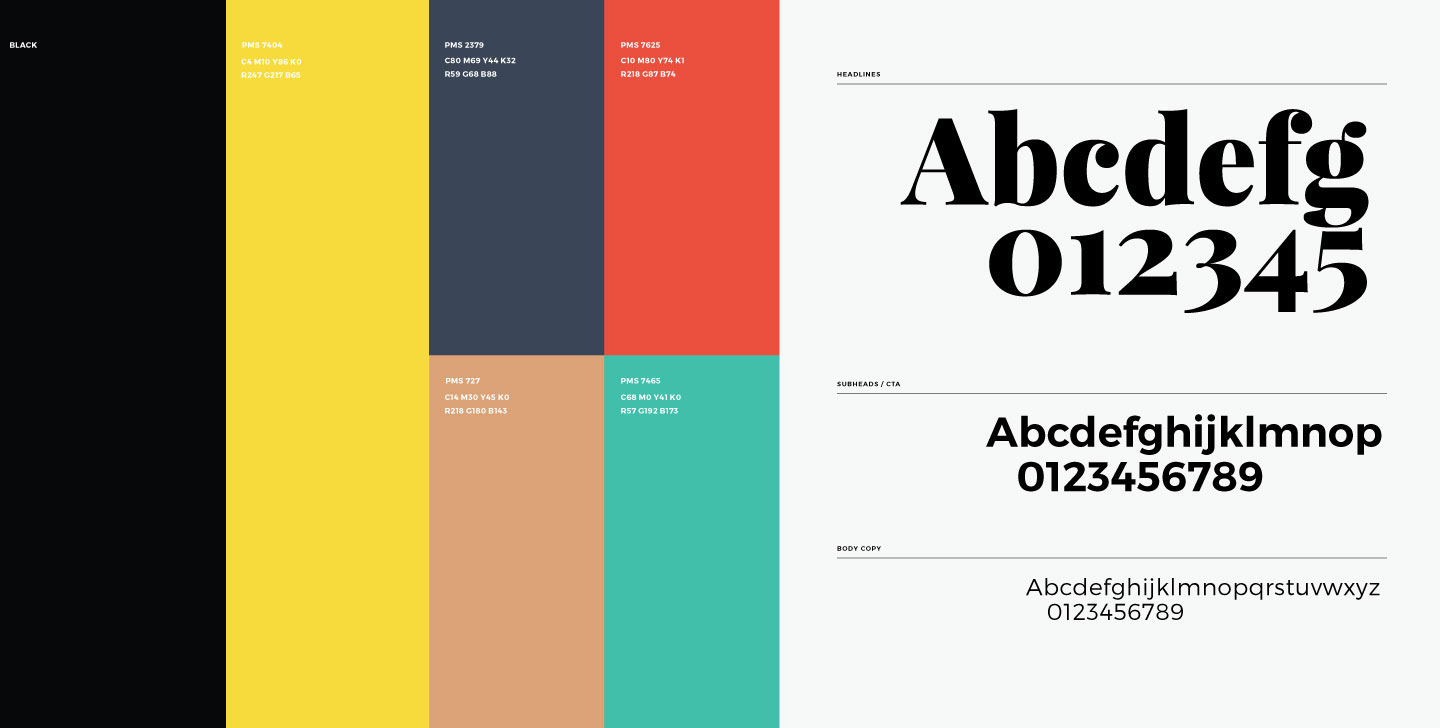 BLACK
PMS 7404
C4 M10 Y86 K0
R247 G217 B65
PMS 2379
C80 M69 Y44 K32
R59 G68 B88
PMS 7625
C10 M80 Y74 K1
R218 G87 B74
PMS 727
C14 M30 Y45 K0
R218 G180 B143
PMS 7465
C68 M0 Y41 K0
R57 G192 B173
HEADLINES
Abcdefg
012345
SUBHEADS / CTA
Abcdefghijklmnop
0123456789
BODY COPY
Abcdefghijklmnopqrstuvwxyz
0123456789